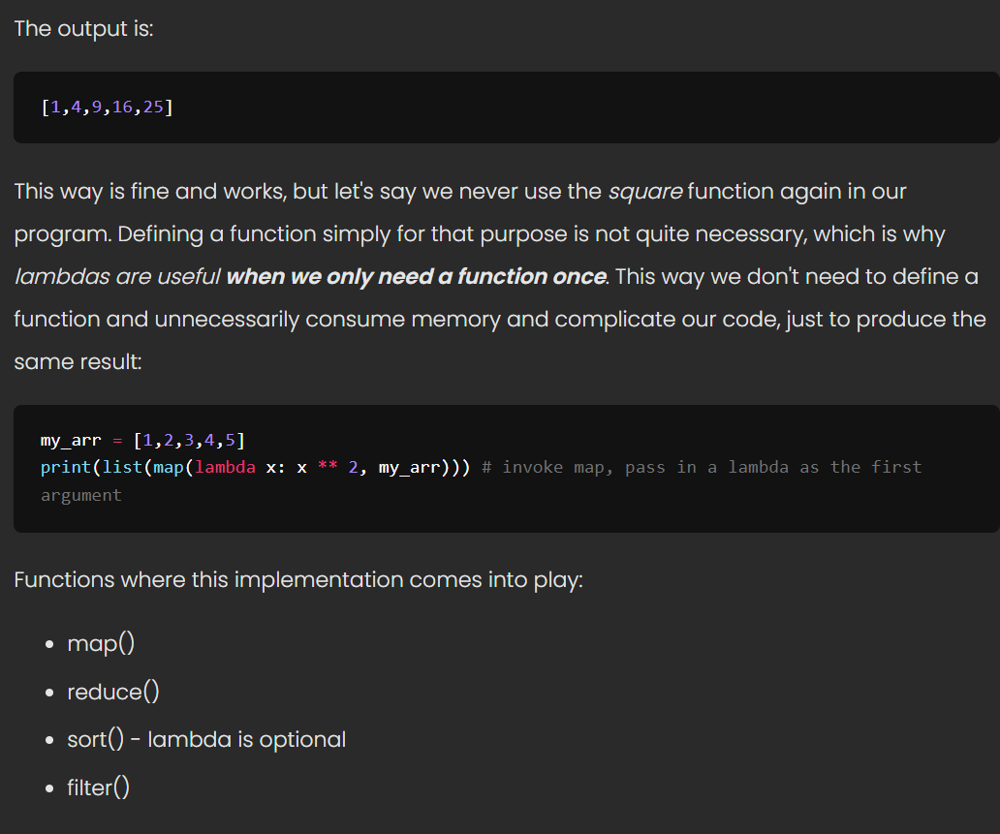 The output is:
[1,4,9,16,25]
This way is fine and works, but let's say we never use the square function again in our
program. Defining a function simply for that purpose is not quite necessary, which is why
lambdas are useful when we only need a function once. This way we don't need to define a
function and unnecessarily consume memory and complicate our code, just to produce the
same result:
my_arr = [1,2,3,4,5]
print(list(map(lambda x: x ** 2, my_arr))) # invoke map, pass in a lambda as the first
argument
Functions where this implementation comes into play:
• map()
• reduce()
• sort() - lambda is optional
• filter()